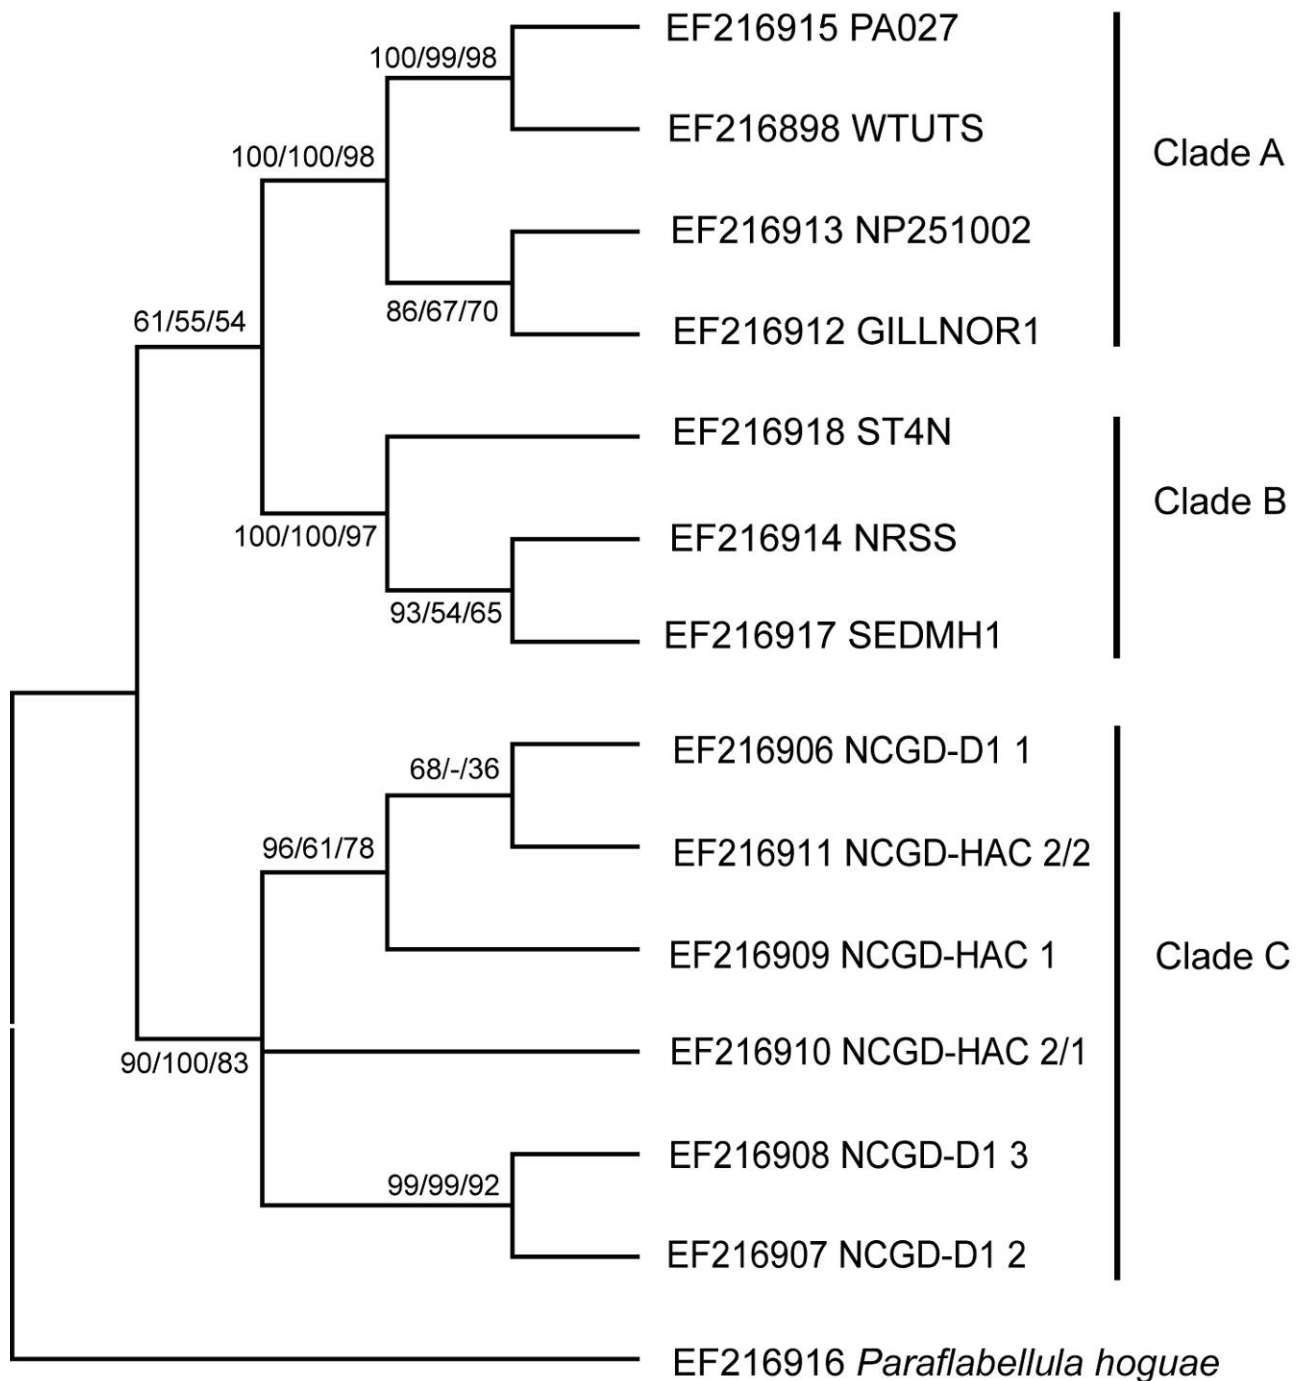 EF216915 PA027
100/99/98
EF216898 WTUTS
Clade A
100/100/98
EF216913 NP251002
86/67/70
61/55/54
EF216912 GILLNOR1
EF216918 ST4N
Clade B
100/100/97
EF216914 NRSS
93/54/65
EF216917 SEDMH1
EF216906 NCGD-D1 1
68/-/36
96/61/78
EF216911 NCGD-HAC 2/2
EF216909 NCGD-HAC 1
Clade C
90/100/83
EF216910 NCGD-HAC 2/1
EF216908 NCGD-D1 3
99/99/92
EF216907 NCGD-D1 2
EF216916 Paraflabellula hoguae